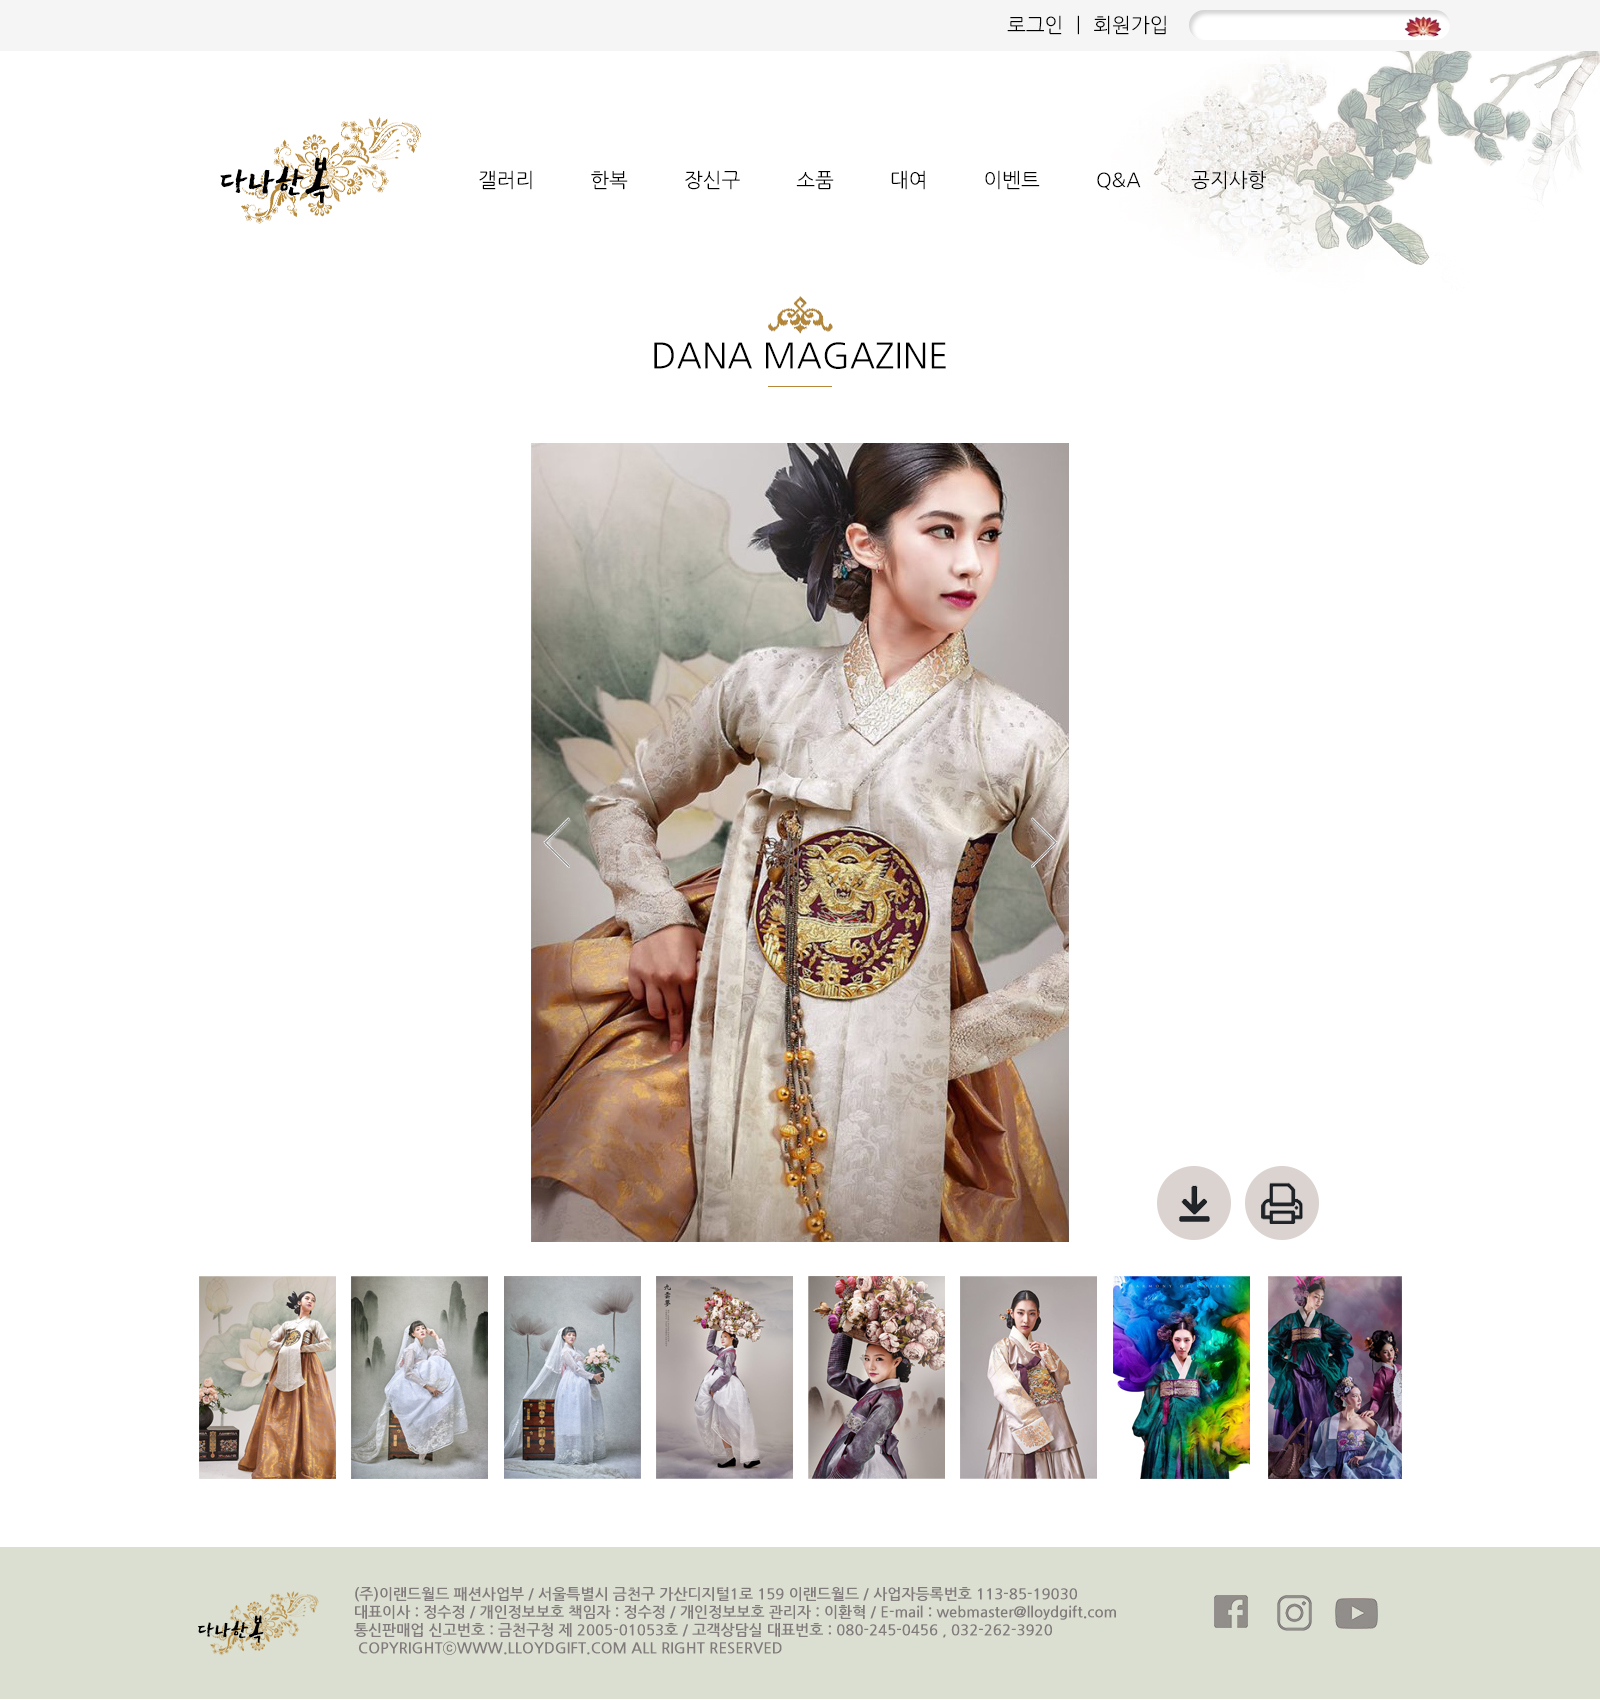 로그인 | 회원가입
다나한복
갤러리 한복 장신구 소품 대여 이벤트 Q&A 공지사항
DANA MAGAZINE
九雲夢
다나한복
(주)이랜드월드 패션사업부 / 서울특별시 금천구 가산디지털1로 159 이랜드월드 / 사업자등록번호 113-85-19030
대표이사 : 정수정 / 개인정보보호 책임자 : 정수정 / 개인정보보호 관리자 : 이환혁 / E-mail : webmaster@lloydgift.com
통신판매업 신고번호 : 금천구청 제 2005-01053호 / 고객상담실 대표번호 : 080-245-0456 , 032-262-3920
COPYRIGHTⓒWWW.LLOYDGIFT.COM ALL RIGHT RESERVED